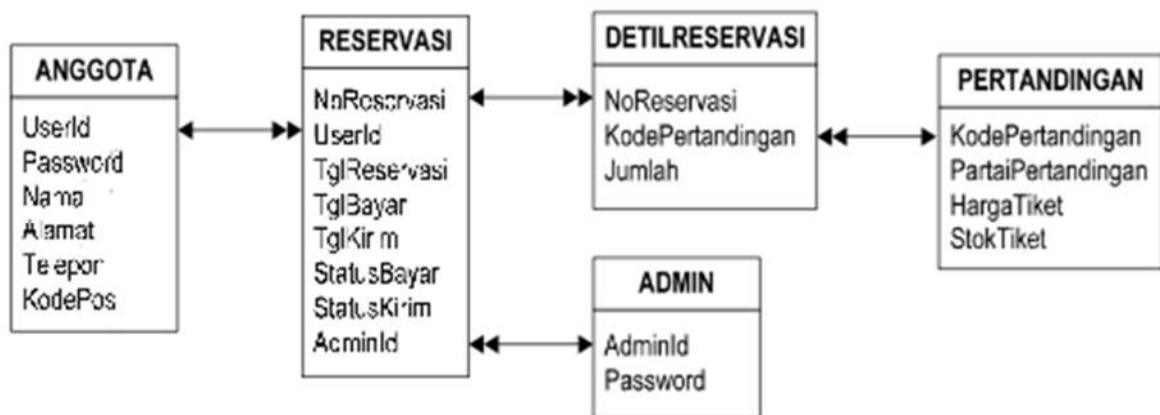 ANGGOTA
UserId
Password
Nama
Alamat
Telepon
KodePos
RESERVASI
NoReservasi
UserId
TglReservasi
TglBayar
TglKirim
StatusBayar
StatusKirim
AdminId
DETILRESERVASI
NoReservasi
KodePertandingan
Jumlah
ADMIN
AdminId
Password
PERTANDINGAN
KodePertandingan
PartaiPertandingan
HargaTiket
StokTiket